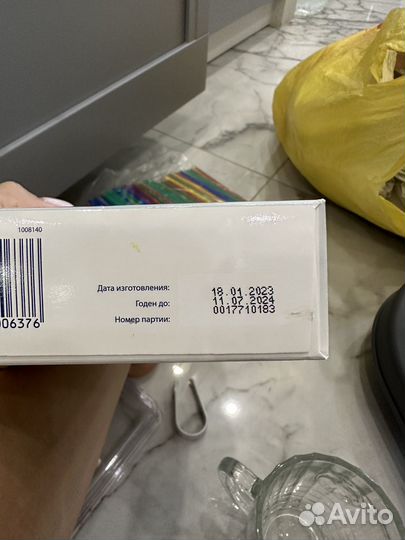 1008140
Дата изготовления: 18.01.2023
Годен до: 11.07.2024
Номер партии: 0017710183
06376
Avito